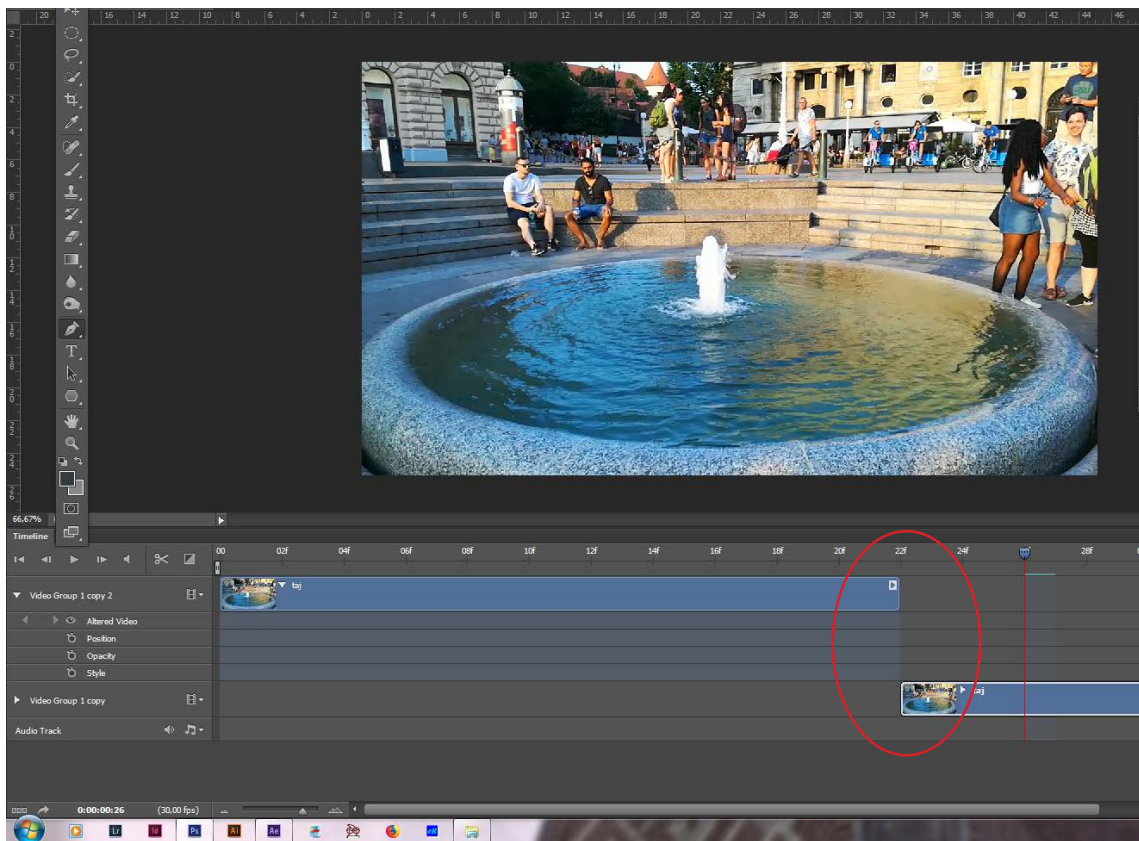 20 16 14 12 10 8 6 4 2 0 2 4 6 8 10 12 14 16 18 20 22 24 26 28 30 32 34 36 38 40 42 44 46
66,67%
Timeline
00 02f 04f 06f 08f 10f 12f 14f 16f 18f 20f 22f 24f 28f
taj
Video Group 1 copy 2
Altered Video
Position
Opacity
Style
Video Group 1 copy
taj
Audio Track
0:00:00:26 (30,00 fps)
Lr Id Ps Ai Ae